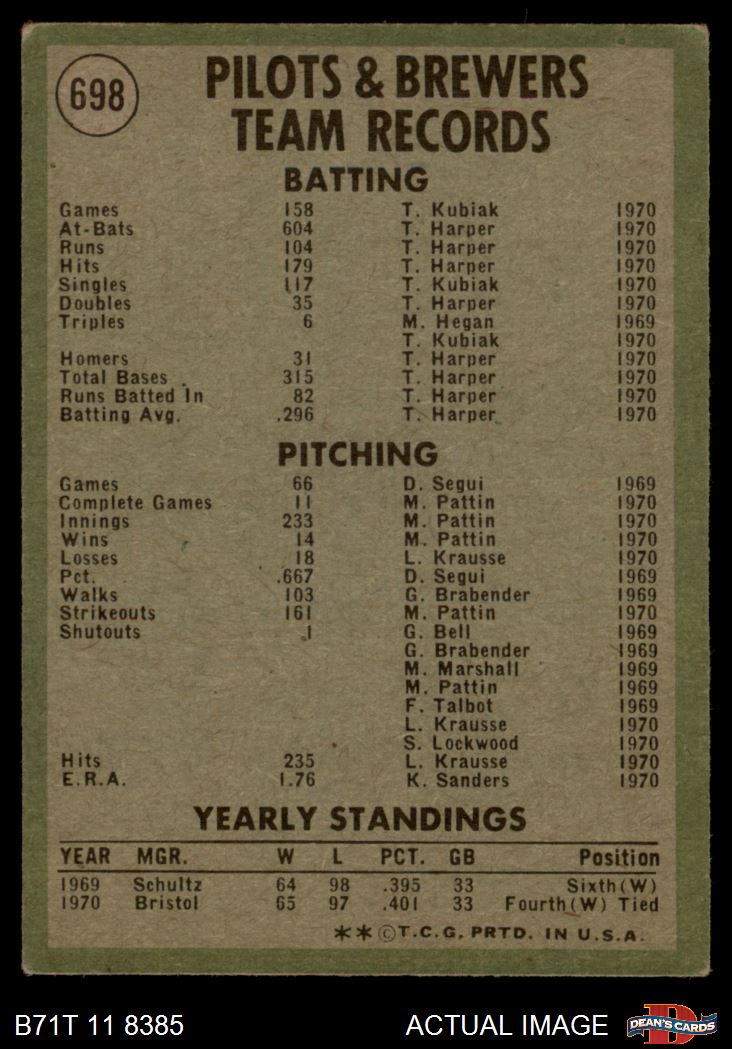 698
PILOTS & BREWERS
TEAM RECORDS
BATTING
Games 158 T. Kubiak 1970
At-Bats 604 T. Harper 1970
Runs 104 T. Harper 1970
Hits 179 T. Harper 1970
Singles 117 T. Kubiak 1970
Doubles 35 T. Harper 1970
Triples 6 M. Hegan 1969
T. Kubiak 1970
Homers 31 T. Harper 1970
Total Bases 315 T. Harper 1970
Runs Batted In 82 T. Harper 1970
Batting Avg. .296 T. Harper 1970
PITCHING
Games 66 D. Segui 1969
Complete Games 11 M. Pattin 1970
Innings 233 M. Pattin 1970
Wins 14 M. Pattin 1970
Losses 18 L. Krausse 1970
Pct. .667 D. Segui 1969
Walks 103 G. Brabender 1969
Strikeouts 161 M. Pattin 1970
Shutouts 1 G. Bell 1969
G. Brabender 1969
M. Marshall 1969
M. Pattin 1969
F. Talbot 1969
L. Krausse 1970
S. Lockwood 1970
Hits 235 L. Krausse 1970
E.R.A. 1.76 K. Sanders 1970
YEARLY STANDINGS
YEAR MGR. W L PCT. GB Position
1969 Schultz 64 98 .395 33 Sixth(W)
1970 Bristol 65 97 .401 33 Fourth(W) Tied
**©T.C.G. PRTD. IN U.S.A.
B71T 11 8385 ACTUAL IMAGE DEAN'S CARDS